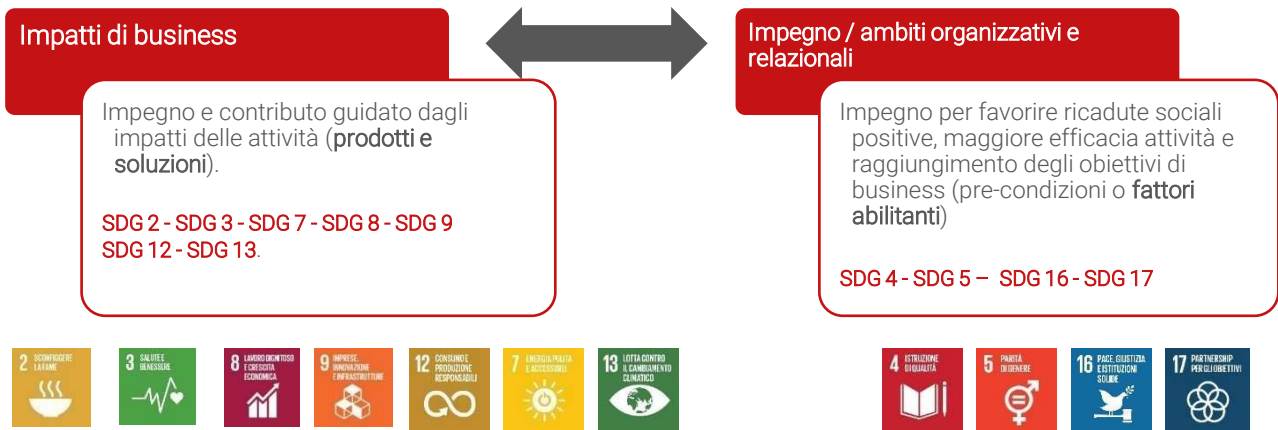 Impatti di business
Impegno e contributo guidato dagli
impatti delle attività (prodotti e
soluzioni).
SDG 2 - SDG 3 - SDG 7 - SDG 8 - SDG 9
SDG 12 - SDG 13.
Impegno / ambiti organizzativi e
relazionali
Impegno per favorire ricadute sociali
positive, maggiore efficacia attività e
raggiungimento degli obiettivi di
business (pre-condizioni o fattori
abilitanti)
SDG 4 - SDG 5 – SDG 16 - SDG 17
2 SCONFIGGERE
LA FAME
3 SALUTE E
BENESSERE
8 LAVORO DIGNITOSO
E CRESCITA
ECONOMICA
9 IMPRESE,
INNOVAZIONE
E INFRASTRUTTURE
12 CONSUMO E
PRODUZIONE
RESPONSABILI
7 ENERGIA PULITA
E ACCESSIBILE
13 LOTTA CONTRO
IL CAMBIAMENTO
CLIMATICO
4 ISTRUZIONE
DI QUALITÀ
5 PARITÀ
DI GENERE
16 PACE, GIUSTIZIA
E ISTITUZIONI
SOLIDE
17 PARTNERSHIP
PER GLI OBIETTIVI